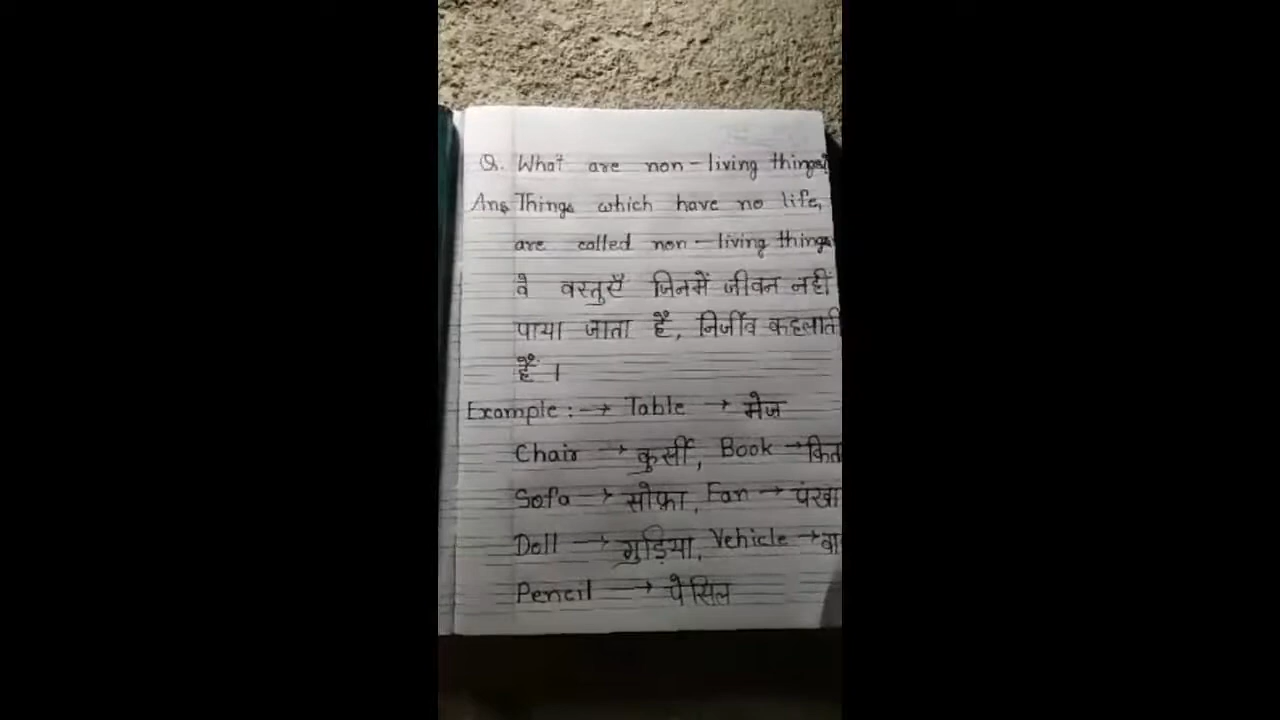 Q. What are non-living things?
Ans Things which have no life,
are called non-living things
वे वस्तुएँ जिनमें जीवन नहीं
पाया जाता है, निर्जीव कहलाती
हैं ।
Example :-→ Table → मेज
Chair → कुर्सी, Book → कित
Sofa → सोफ़ा, Fan → पंखा
Doll → गुड़िया, Vehicle → वा
Pencil → पेंसिल